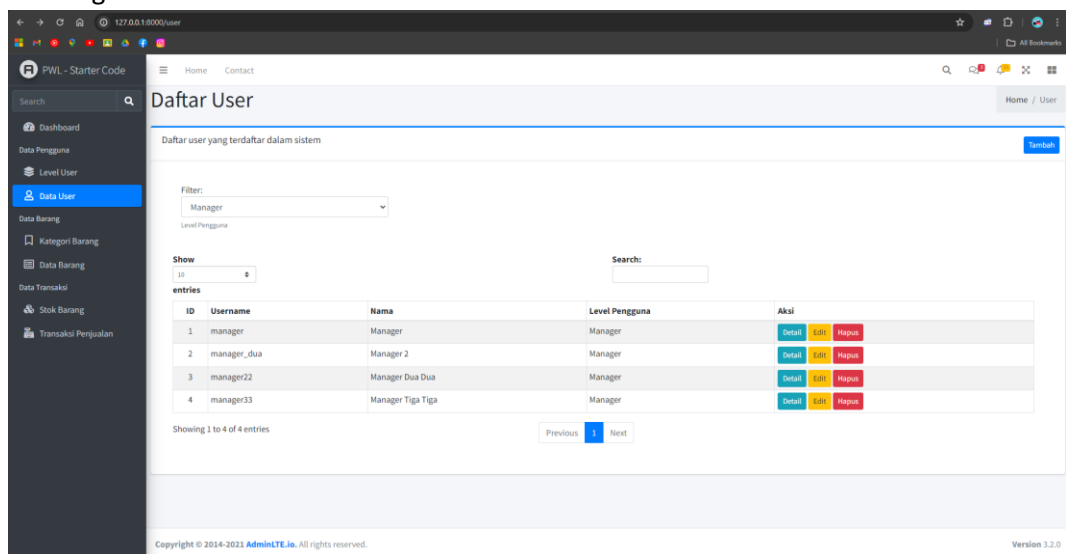 127.0.0.1:8000/user
All Bookmarks
PWL - Starter Code
Home Contact
Search
Daftar User
Home / User
Dashboard
Data Pengguna
Level User
Data User
Data Barang
Kategori Barang
Data Barang
Data Transaksi
Stok Barang
Transaksi Penjualan
Daftar user yang terdaftar dalam sistem
Tambah
Filter:
Manager
Level Pengguna
Show
10
entries
Search:
ID Username Nama Level Pengguna Aksi
1 manager Manager Manager Detail Edit Hapus
2 manager_dua Manager 2 Manager Detail Edit Hapus
3 manager22 Manager Dua Dua Manager Detail Edit Hapus
4 manager33 Manager Tiga Tiga Manager Detail Edit Hapus
Showing 1 to 4 of 4 entries
Previous 1 Next
Copyright © 2014-2021 AdminLTE.io. All rights reserved.
Version 3.2.0